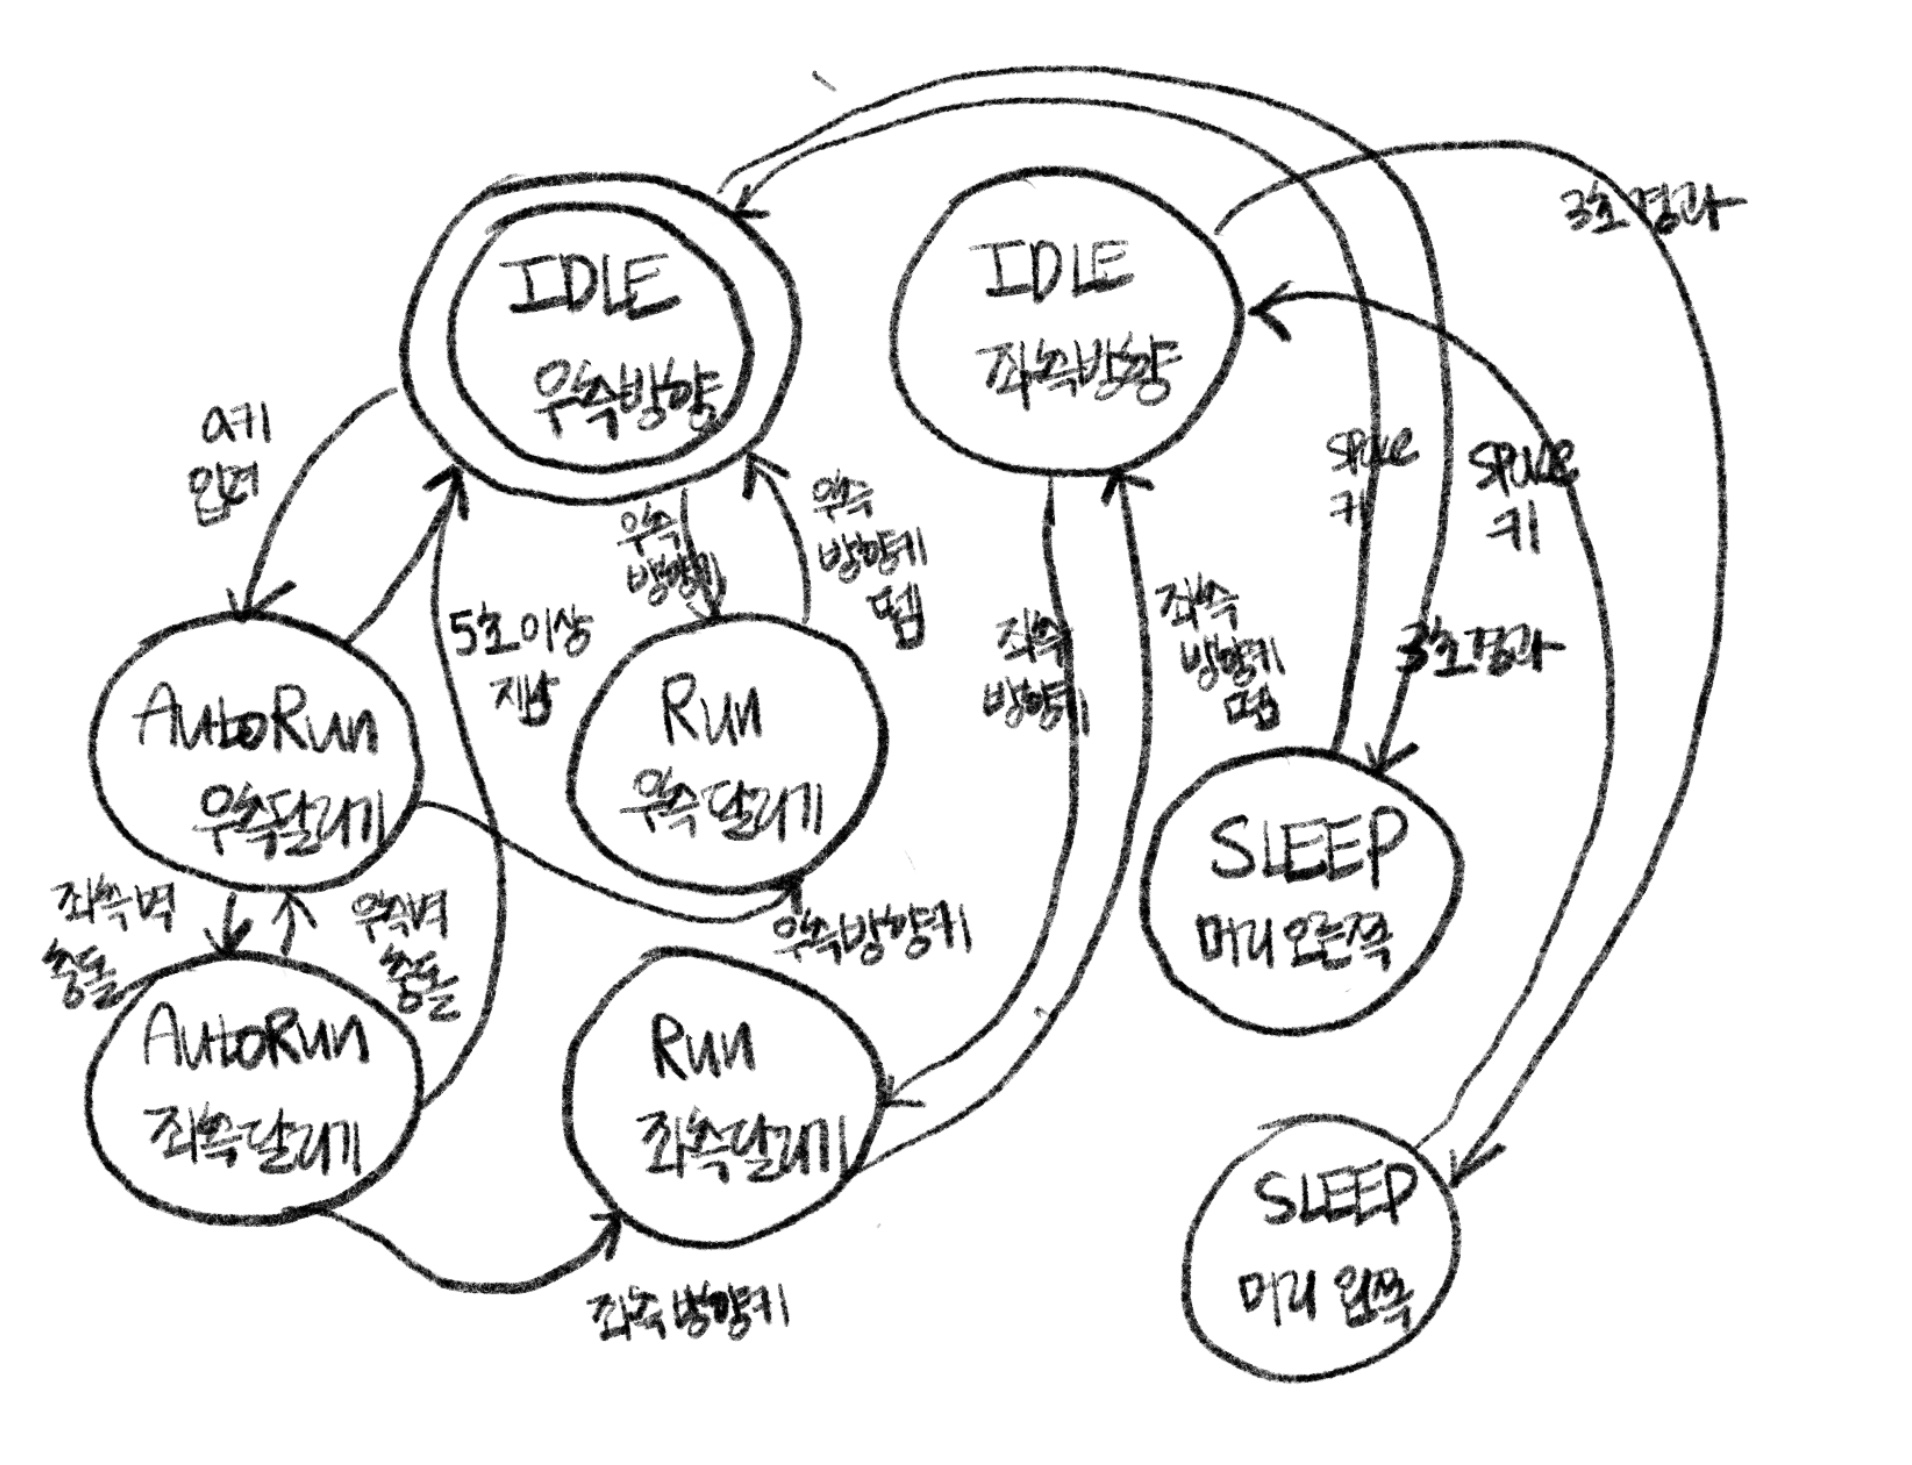 IDLE
우측방향
IDLE
좌측방향
3초경과
a키
입력
우측
방향키
우측
방향키
뗌
space
키
space
키
5초이상
지남
좌측
방향키
좌측
방향키
뗌
3초경과
AutoRun
우측달리기
Run
우측달리기
SLEEP
머리오른쪽
좌측벽
충돌
우측벽
충돌
우측방향키
AutoRun
좌측달리기
Run
좌측달리기
SLEEP
머리 왼쪽
좌측방향키